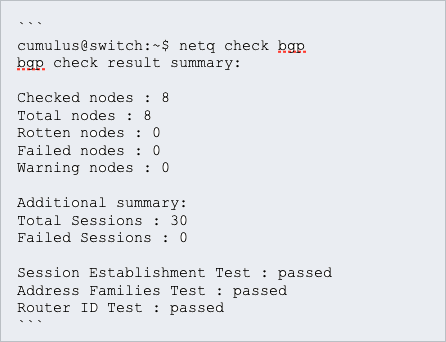 ```
cumulus@switch:~$ netq check bgp
bgp check result summary:

Checked nodes : 8
Total nodes : 8
Rotten nodes : 0
Failed nodes : 0
Warning nodes : 0

Additional summary:
Total Sessions : 30
Failed Sessions : 0

Session Establishment Test : passed
Address Families Test : passed
Router ID Test : passed
```